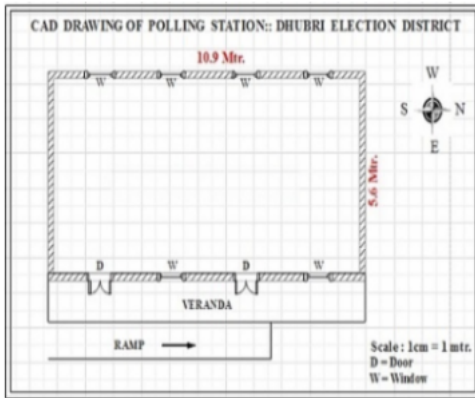 CAD DRAWING OF POLLING STATION:: DHUBRI ELECTION DISTRICT
10.9 Mtr.
W W W W
W
S N
E
5.6 Mtr.
D W D W
VERANDA
RAMP
Scale : 1cm = 1 mtr.
D = Door
W = Window